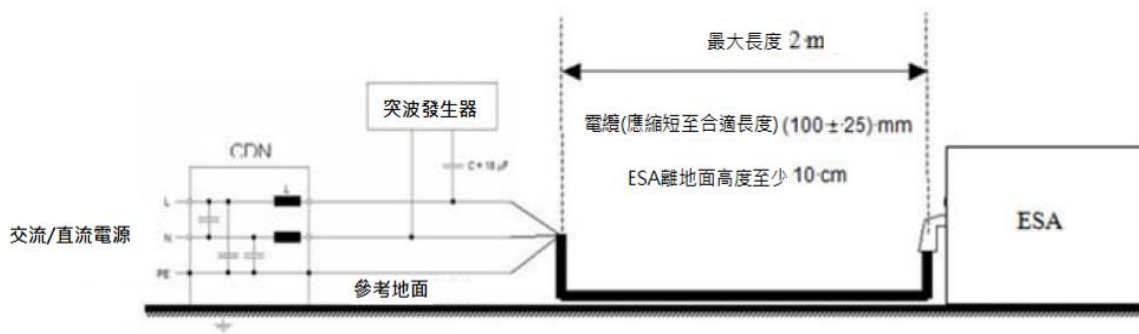 最大長度 2 m
突波發生器
電纜(應縮短至合適長度) (100 ± 25) mm
CDN
C = 18 µF
ESA離地面高度至少 10 cm
L
L
ESA
交流/直流電源
N
PE
參考地面